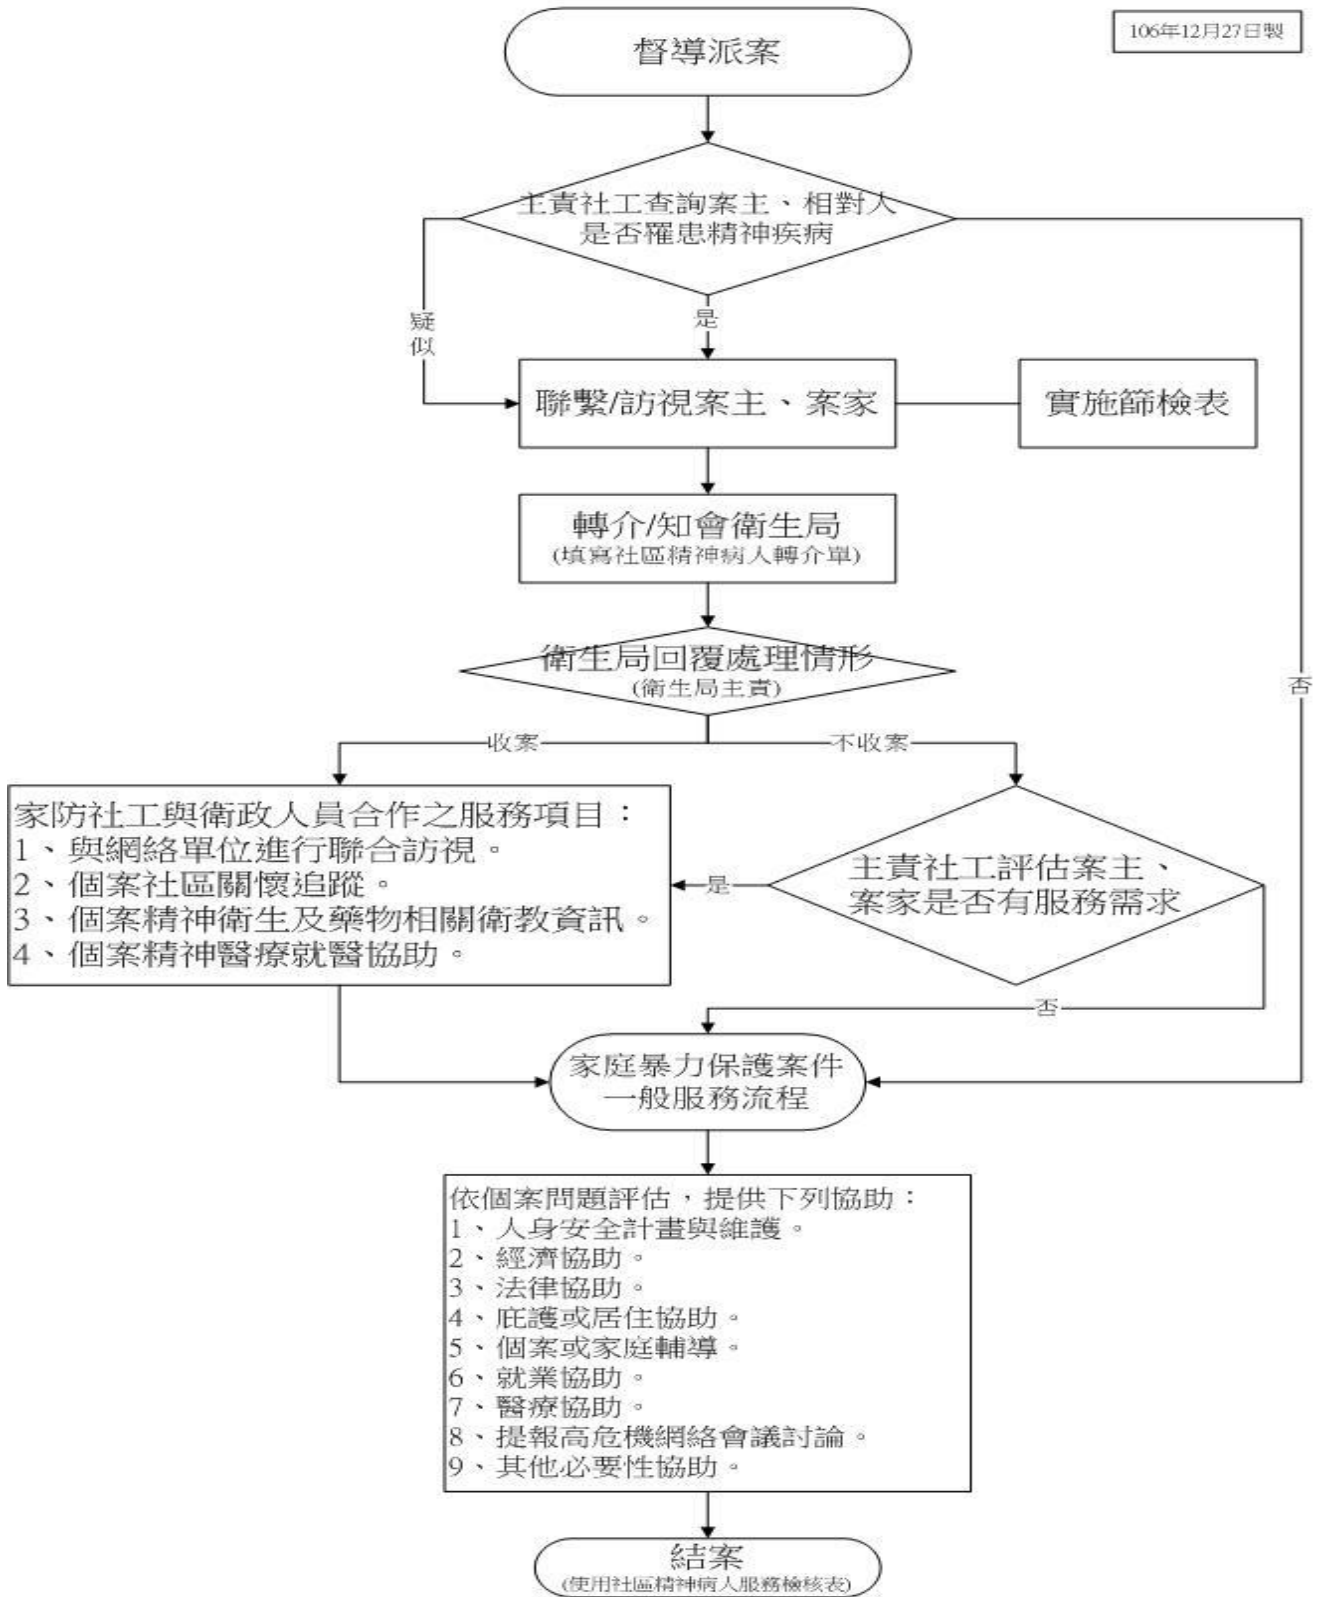 督導派案
106年12月27日製
主責社工查詢案主、相對人
是否罹患精神疾病
疑
似
是
聯繫/訪視案主、案家
實施篩檢表
轉介/知會衛生局
(填寫社區精神病人轉介單)
衛生局回覆處理情形
(衛生局主責)
否
收案
不收案
家防社工與衛政人員合作之服務項目：
1、與網絡單位進行聯合訪視。
2、個案社區關懷追蹤。
3、個案精神衛生及藥物相關衛教資訊。
4、個案精神醫療就醫協助。
是
主責社工評估案主、
案家是否有服務需求
否
家庭暴力保護案件
一般服務流程
依個案問題評估，提供下列協助：
1、人身安全計畫與維護。
2、經濟協助。
3、法律協助。
4、庇護或居住協助。
5、個案或家庭輔導。
6、就業協助。
7、醫療協助。
8、提報高危機網絡會議討論。
9、其他必要性協助。
結案
(使用社區精神病人服務檢核表)